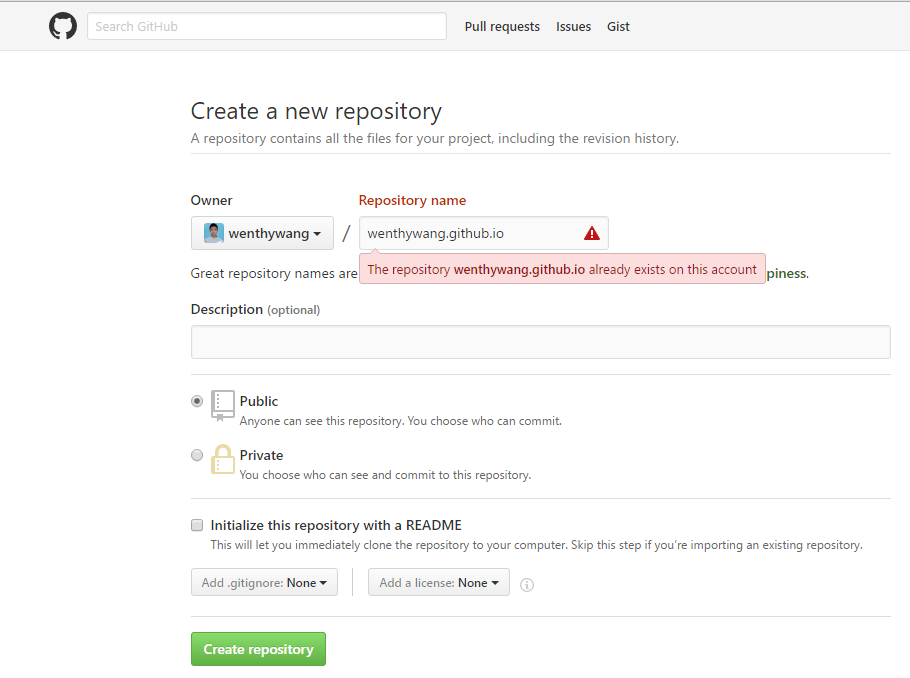 Search GitHub Pull requests Issues Gist
Create a new repository
A repository contains all the files for your project, including the revision history.
Owner Repository name
wenthywang / wenthywang.github.io
The repository wenthywang.github.io already exists on this account
Great repository names are piness.
Description (optional)
Public
Anyone can see this repository. You choose who can commit.
Private
You choose who can see and commit to this repository.
Initialize this repository with a README
This will let you immediately clone the repository to your computer. Skip this step if you’re importing an existing repository.
Add .gitignore: None Add a license: None
Create repository